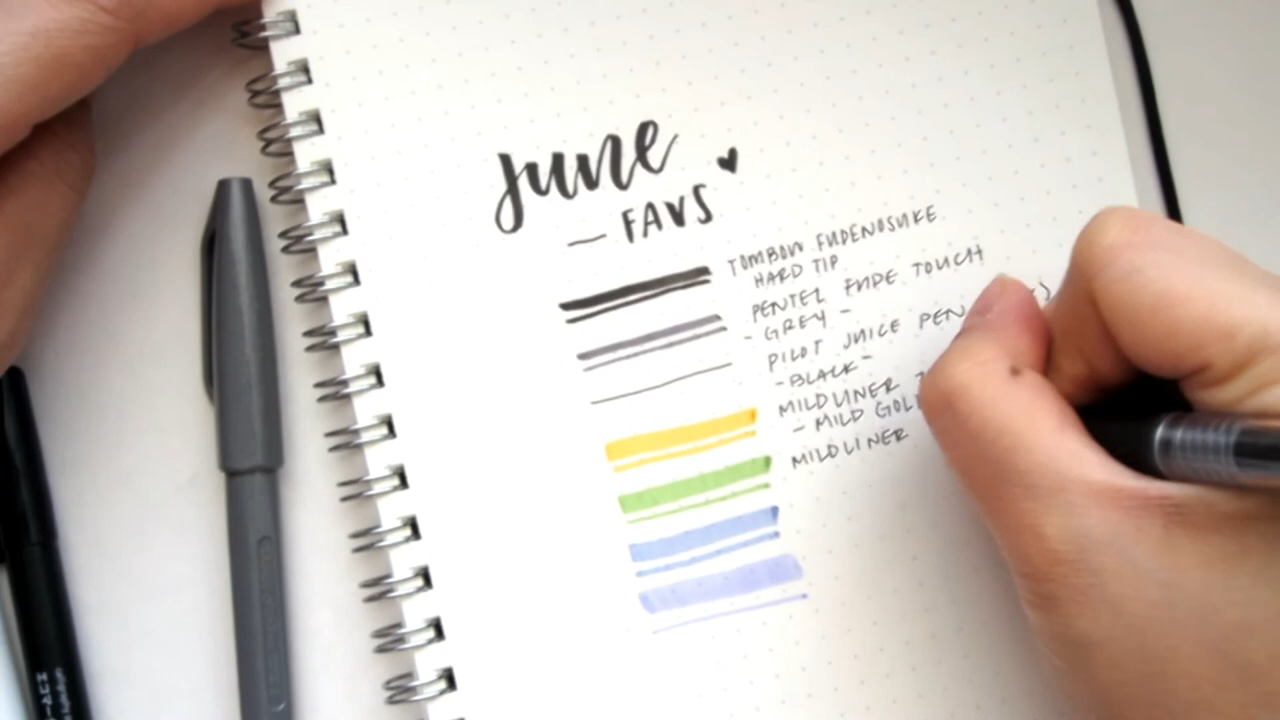 June
— FAVS
TOMBOW FUDENOSUKE
HARD TIP
PENTEL FUDE TOUCH
- GREY -
PILOT JUICE PEN
-BLACK-
MILDLINER
- MILD GOL
MILDLINER